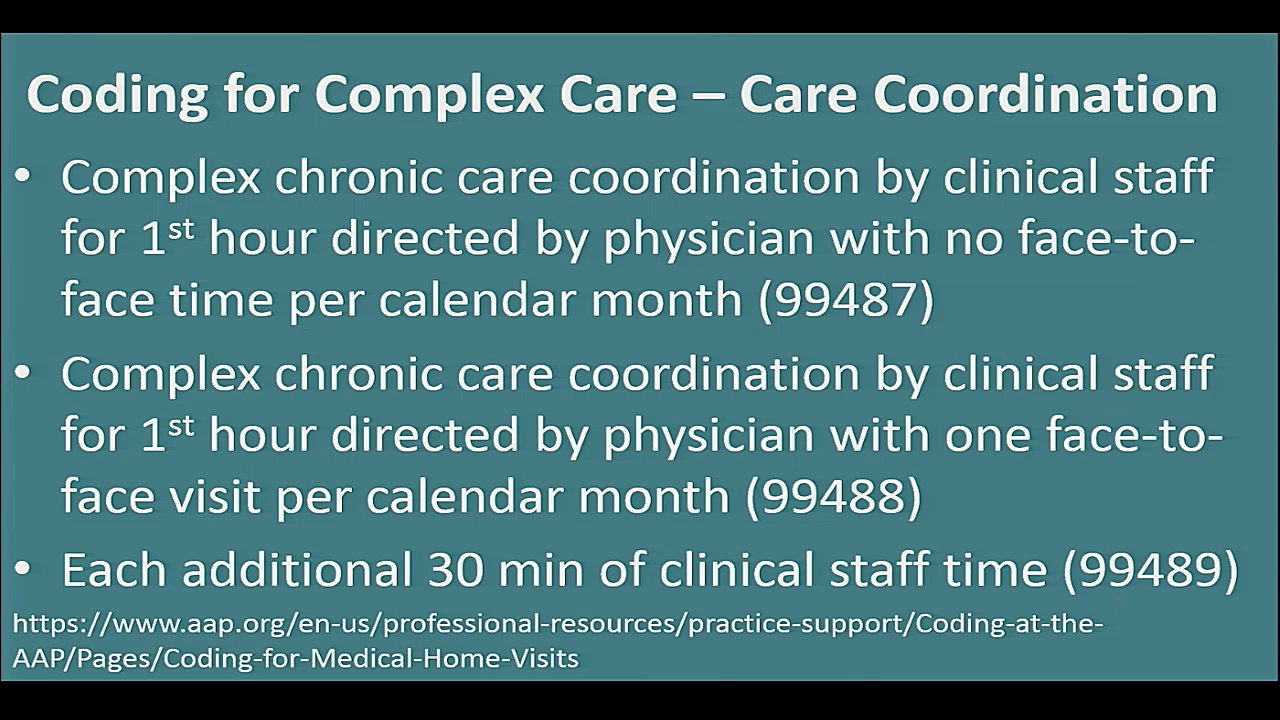 Coding for Complex Care – Care Coordination
• Complex chronic care coordination by clinical staff
for 1st hour directed by physician with no face-to-
face time per calendar month (99487)
• Complex chronic care coordination by clinical staff
for 1st hour directed by physician with one face-to-
face visit per calendar month (99488)
• Each additional 30 min of clinical staff time (99489)
https://www.aap.org/en-us/professional-resources/practice-support/Coding-at-the-
AAP/Pages/Coding-for-Medical-Home-Visits